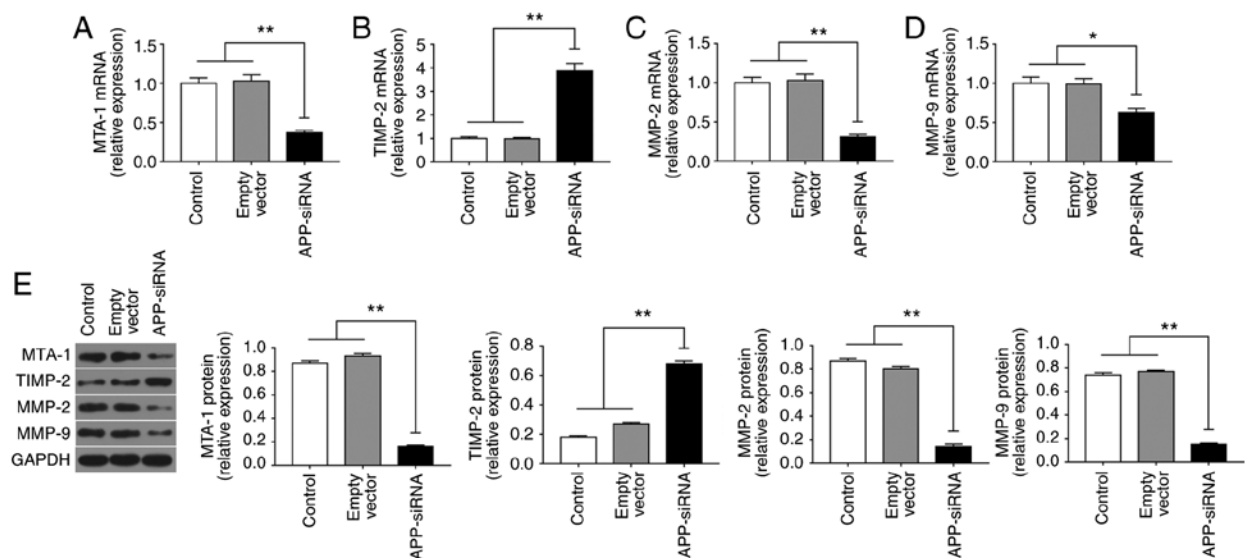 A
MTA-1 mRNA
(relative expression)
2.0
1.5
1.0
0.5
0.0
**
Control
Empty
vector
APP-siRNA
B
TIMP-2 mRNA
(relative expression)
6
5
4
3
2
1
0
**
Control
Empty
vector
APP-siRNA
C
MMP-2 mRNA
(relative expression)
2.0
1.5
1.0
0.5
0.0
**
Control
Empty
vector
APP-siRNA
D
MMP-9 mRNA
(relative expression)
2.0
1.5
1.0
0.5
0.0
*
Control
Empty
vector
APP-siRNA
E
Control
Empty
vector
APP-siRNA
MTA-1
TIMP-2
MMP-2
MMP-9
GAPDH
MTA-1 protein
(relative expression)
1.0
0.8
0.6
0.4
0.2
0.0
**
Control
Empty
vector
APP-siRNA
TIMP-2 protein
(relative expression)
0.8
0.6
0.4
0.2
0.0
**
Control
Empty
vector
APP-siRNA
MMP-2 protein
(relative expression)
1.0
0.8
0.6
0.4
0.2
0.0
**
Control
Empty
vector
APP-siRNA
MMP-9 protein
(relative expression)
1.0
0.8
0.6
0.4
0.2
0.0
**
Control
Empty
vector
APP-siRNA